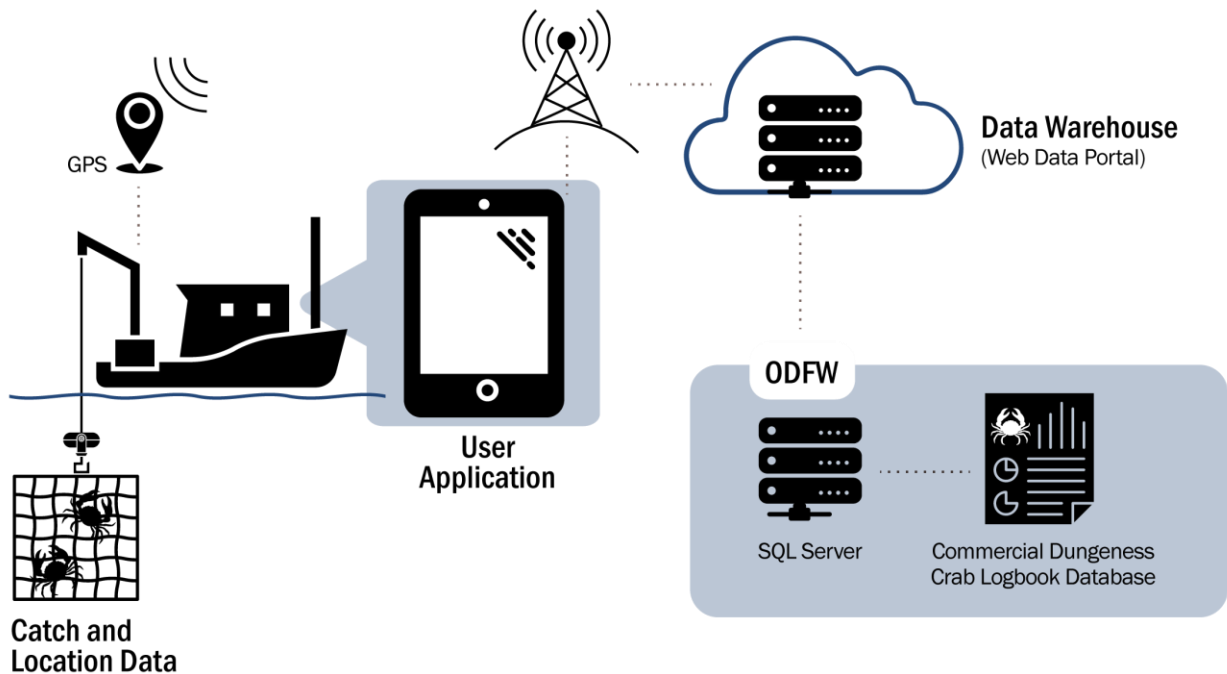 GPS
Data Warehouse
(Web Data Portal)
ODFW
User
Application
SQL Server
Commercial Dungeness
Crab Logbook Database
Catch and
Location Data